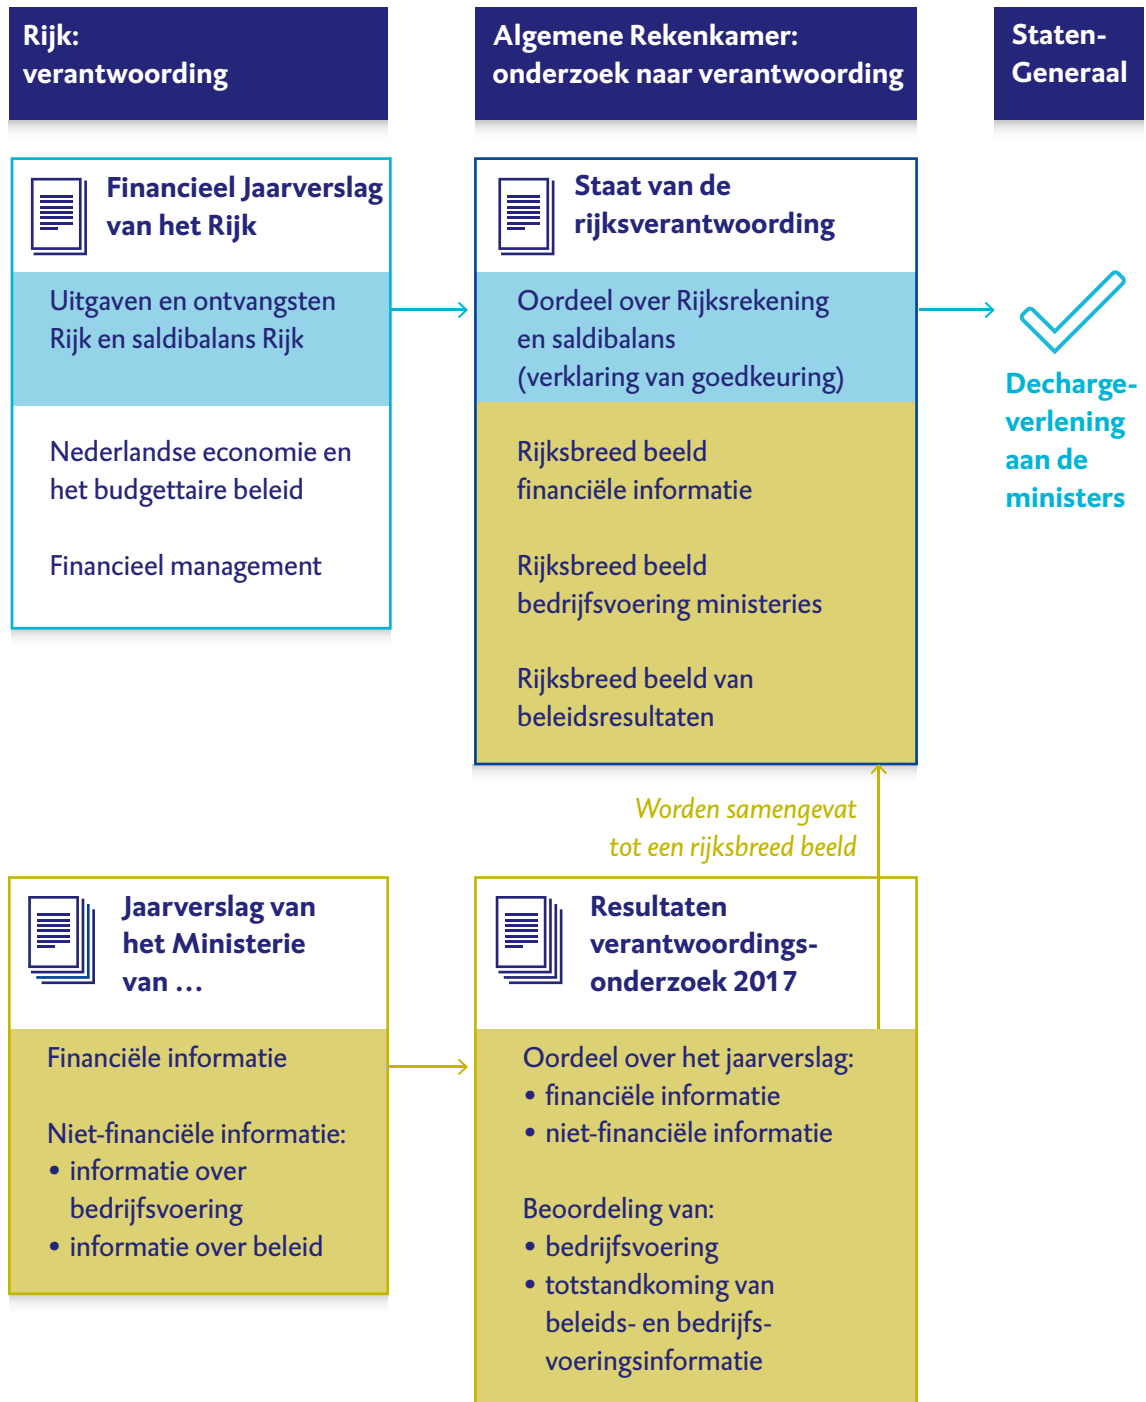 Rijk:
verantwoording
Algemene Rekenkamer:
onderzoek naar verantwoording
Staten-
Generaal
Financieel Jaarverslag
van het Rijk
Uitgaven en ontvangsten
Rijk en saldibalans Rijk
Nederlandse economie en
het budgettaire beleid
Financieel management
Staat van de
rijksverantwoording
Oordeel over Rijksrekening
en saldibalans
(verklaring van goedkeuring)
Rijksbreed beeld
financiële informatie
Rijksbreed beeld
bedrijfsvoering ministeries
Rijksbreed beeld van
beleidsresultaten
Decharge-
verlening
aan de
ministers
Worden samengevat
tot een rijksbreed beeld
Jaarverslag van
het Ministerie
van …
Financiële informatie
Niet-financiële informatie:
• informatie over
bedrijfsvoering
• informatie over beleid
Resultaten
verantwoordings-
onderzoek 2017
Oordeel over het jaarverslag:
• financiële informatie
• niet-financiële informatie
Beoordeling van:
• bedrijfsvoering
• totstandkoming van
beleids- en bedrijfs-
voeringsinformatie